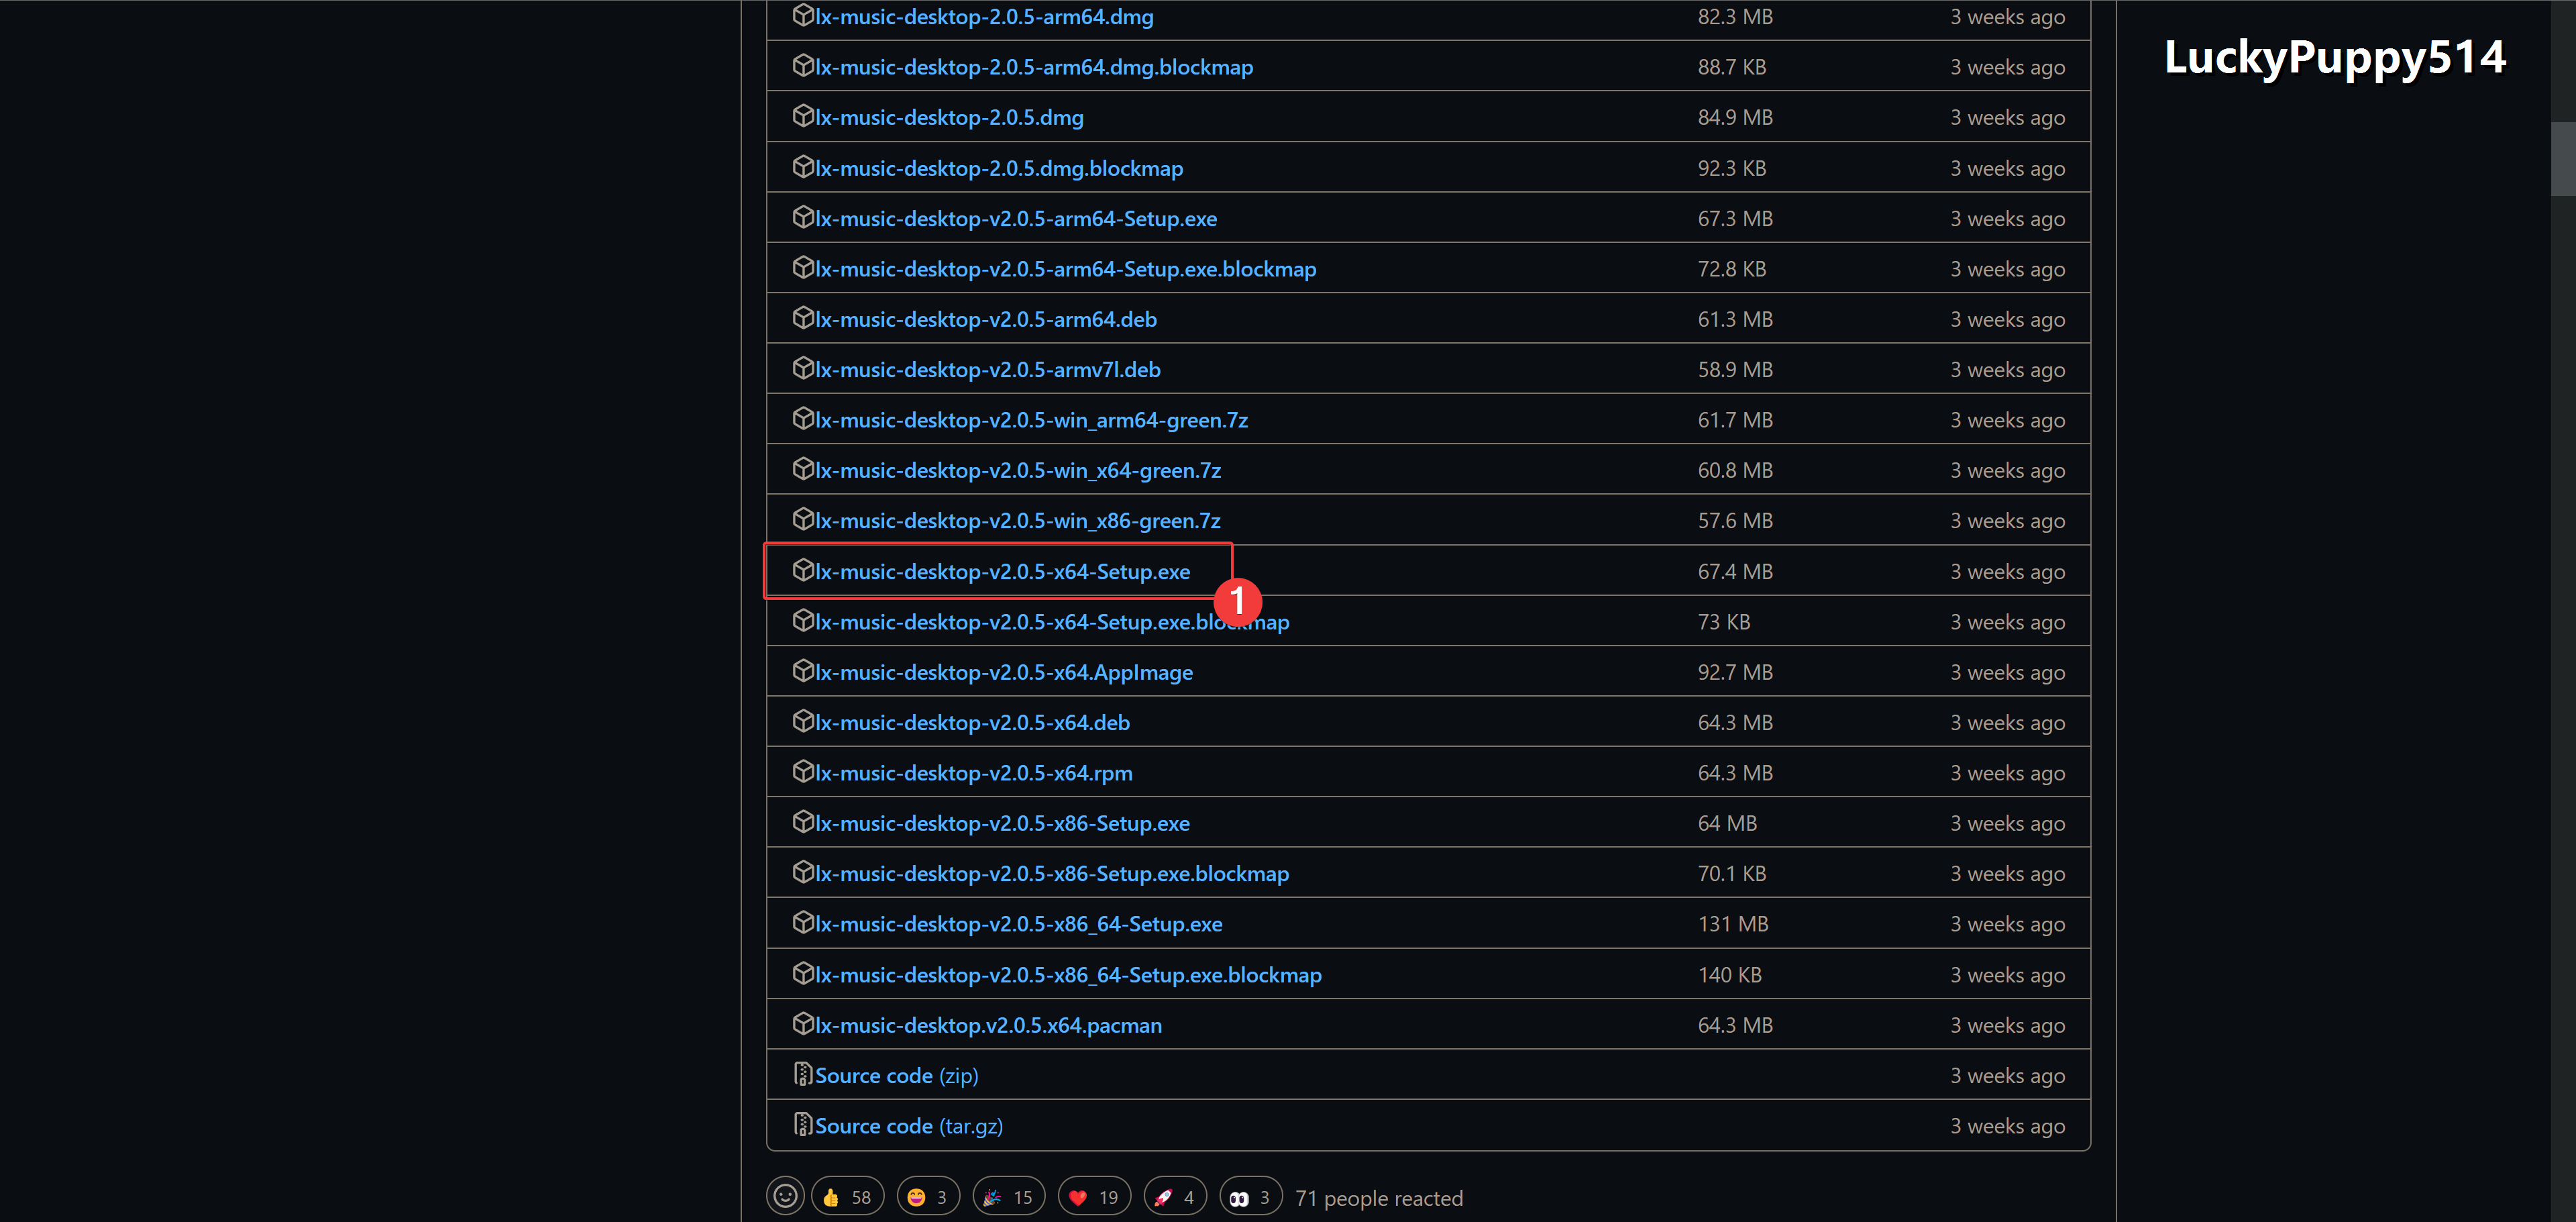 lx-music-desktop-2.0.5-arm64.dmg 82.3 MB 3 weeks ago
LuckyPuppy514
lx-music-desktop-2.0.5-arm64.dmg.blockmap 88.7 KB 3 weeks ago
lx-music-desktop-2.0.5.dmg 84.9 MB 3 weeks ago
lx-music-desktop-2.0.5.dmg.blockmap 92.3 KB 3 weeks ago
lx-music-desktop-v2.0.5-arm64-Setup.exe 67.3 MB 3 weeks ago
lx-music-desktop-v2.0.5-arm64-Setup.exe.blockmap 72.8 KB 3 weeks ago
lx-music-desktop-v2.0.5-arm64.deb 61.3 MB 3 weeks ago
lx-music-desktop-v2.0.5-armv7l.deb 58.9 MB 3 weeks ago
lx-music-desktop-v2.0.5-win_arm64-green.7z 61.7 MB 3 weeks ago
lx-music-desktop-v2.0.5-win_x64-green.7z 60.8 MB 3 weeks ago
lx-music-desktop-v2.0.5-win_x86-green.7z 57.6 MB 3 weeks ago
lx-music-desktop-v2.0.5-x64-Setup.exe 67.4 MB 3 weeks ago
1
lx-music-desktop-v2.0.5-x64-Setup.exe.blockmap 73 KB 3 weeks ago
lx-music-desktop-v2.0.5-x64.AppImage 92.7 MB 3 weeks ago
lx-music-desktop-v2.0.5-x64.deb 64.3 MB 3 weeks ago
lx-music-desktop-v2.0.5-x64.rpm 64.3 MB 3 weeks ago
lx-music-desktop-v2.0.5-x86-Setup.exe 64 MB 3 weeks ago
lx-music-desktop-v2.0.5-x86-Setup.exe.blockmap 70.1 KB 3 weeks ago
lx-music-desktop-v2.0.5-x86_64-Setup.exe 131 MB 3 weeks ago
lx-music-desktop-v2.0.5-x86_64-Setup.exe.blockmap 140 KB 3 weeks ago
lx-music-desktop.v2.0.5.x64.pacman 64.3 MB 3 weeks ago
Source code (zip) 3 weeks ago
Source code (tar.gz) 3 weeks ago
58 3 15 19 4 3 71 people reacted